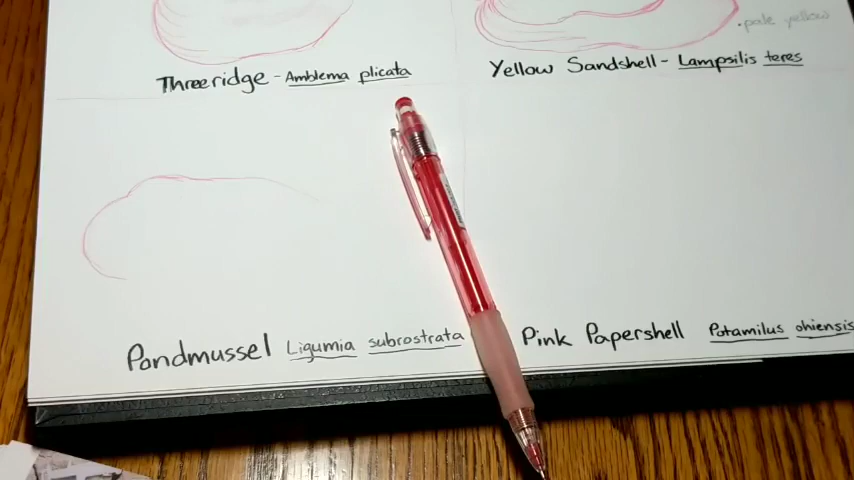 ·pale yellow
Threeridge - Amblema plicata
Yellow Sandshell - Lampsilis teres
Pondmussel Ligumia subrostrata
Pink Papershell Potamilus ohiensis